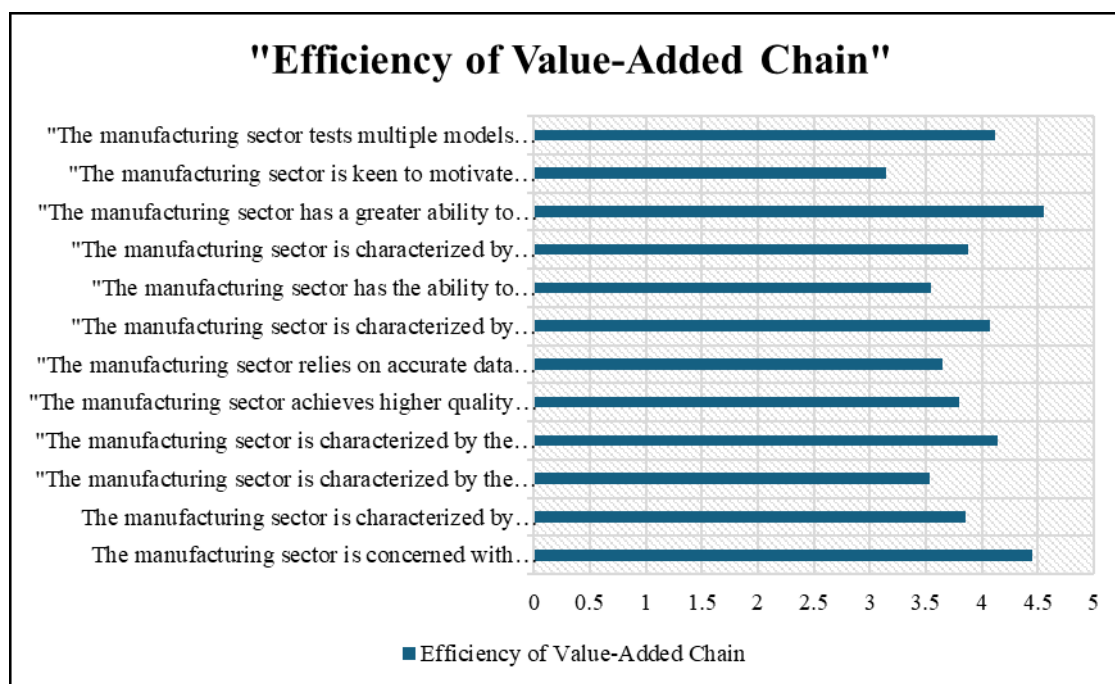 "Efficiency of Value-Added Chain"
"The manufacturing sector tests multiple models…
"The manufacturing sector is keen to motivate…
"The manufacturing sector has a greater ability to…
"The manufacturing sector is characterized by…
"The manufacturing sector has the ability to…
"The manufacturing sector is characterized by…
"The manufacturing sector relies on accurate data…
"The manufacturing sector achieves higher quality…
"The manufacturing sector is characterized by the…
"The manufacturing sector is characterized by the…
The manufacturing sector is characterized by…
The manufacturing sector is concerned with…
0 0.5 1 1.5 2 2.5 3 3.5 4 4.5 5
Efficiency of Value-Added Chain